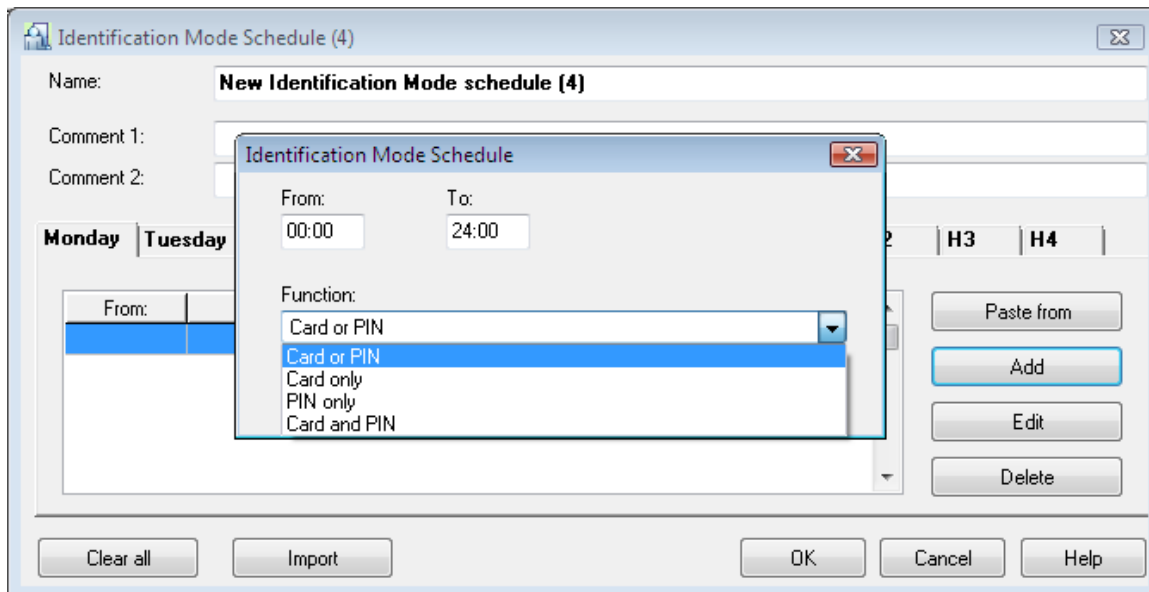 Identification Mode Schedule (4)
Name: New Identification Mode schedule (4)
Comment 1:
Comment 2:
Identification Mode Schedule
From: To:
00:00 24:00
Function:
Card or PIN
Card or PIN
Card only
PIN only
Card and PIN
Monday Tuesday 2 H3 H4
From:
Paste from
Add
Edit
Delete
Clear all Import OK Cancel Help